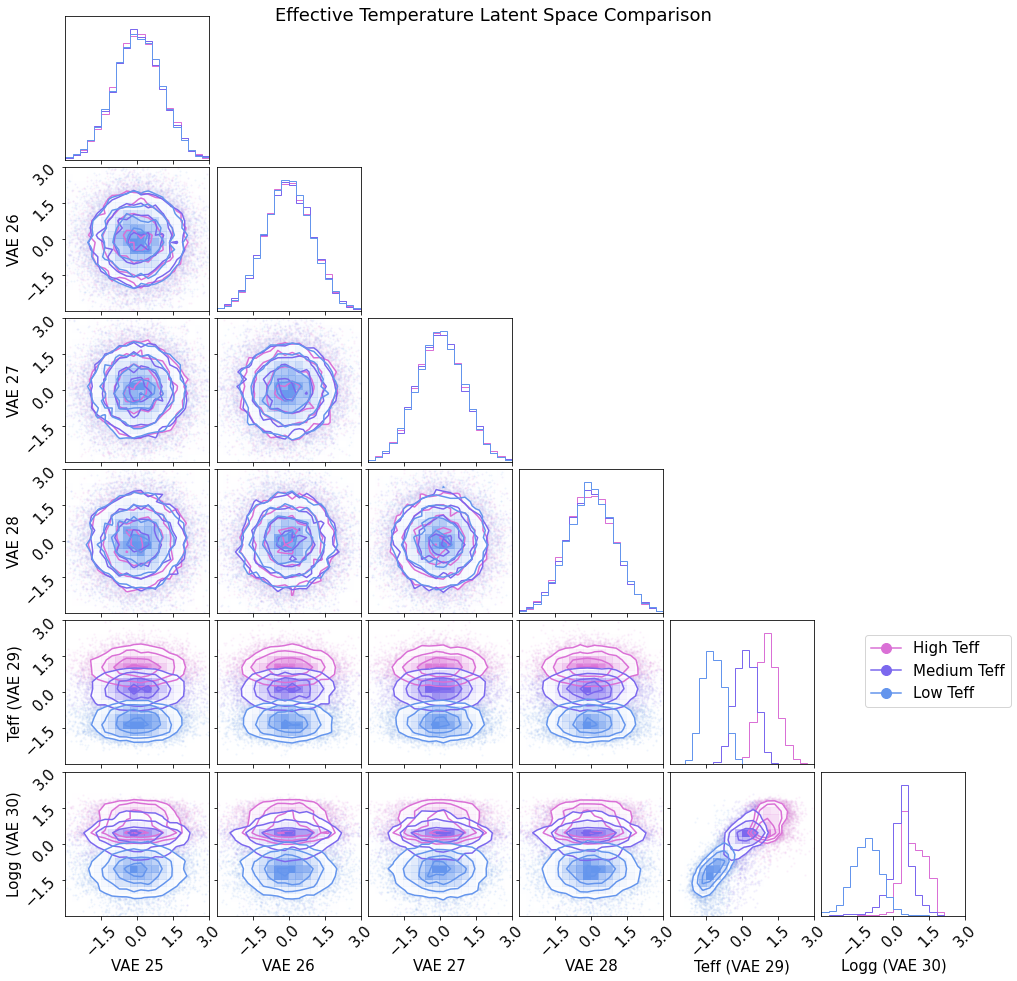 Effective Temperature Latent Space Comparison
VAE 26
3.0
1.5
0.0
−1.5
VAE 27
3.0
1.5
0.0
−1.5
VAE 28
3.0
1.5
0.0
−1.5
Teff (VAE 29)
3.0
1.5
0.0
−1.5
High Teff
Medium Teff
Low Teff
Logg (VAE 30)
3.0
1.5
0.0
−1.5
−1.5 0.0 1.5 3.0 −1.5 0.0 1.5 3.0 −1.5 0.0 1.5 3.0 −1.5 0.0 1.5 3.0 −1.5 0.0 1.5 3.0 −1.5 0.0 1.5 3.0
VAE 25 VAE 26 VAE 27 VAE 28 Teff (VAE 29) Logg (VAE 30)